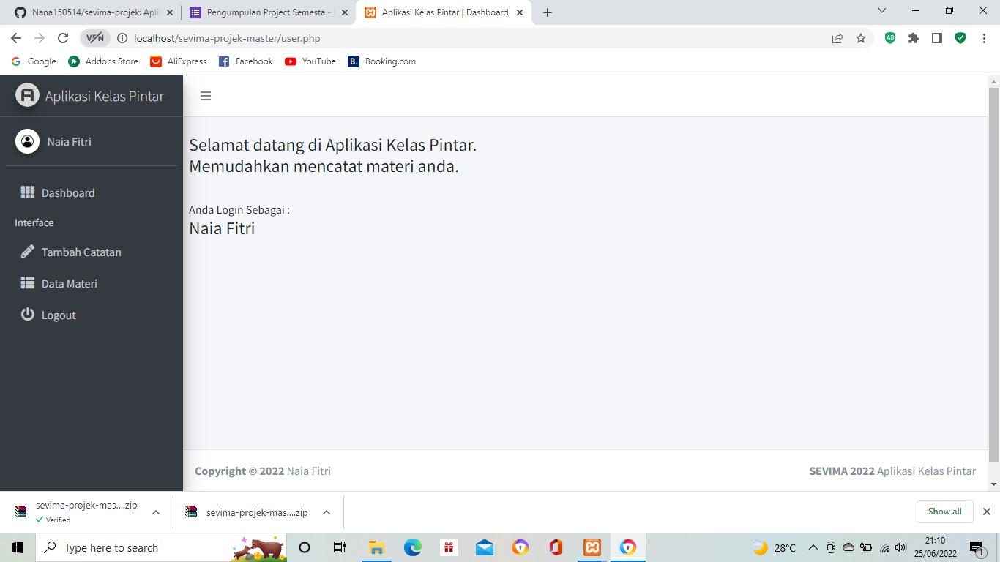 Nana150514/sevima-projek: Apli
Pengumpulan Project Semesta -
Aplikasi Kelas Pintar | Dashboard
VPN
localhost/sevima-projek-master/user.php
Google
Addons Store
AliExpress
Facebook
YouTube
B.
Booking.com
Aplikasi Kelas Pintar
Naia Fitri
Dashboard
Interface
Tambah Catatan
Data Materi
Logout
Selamat datang di Aplikasi Kelas Pintar.
Memudahkan mencatat materi anda.
Anda Login Sebagai :
Naia Fitri
Copyright © 2022 Naia Fitri
SEVIMA 2022 Aplikasi Kelas Pintar
sevima-projek-mas....zip
Verified
sevima-projek-mas....zip
Show all
Type here to search
28°C
21:10
25/06/2022
1